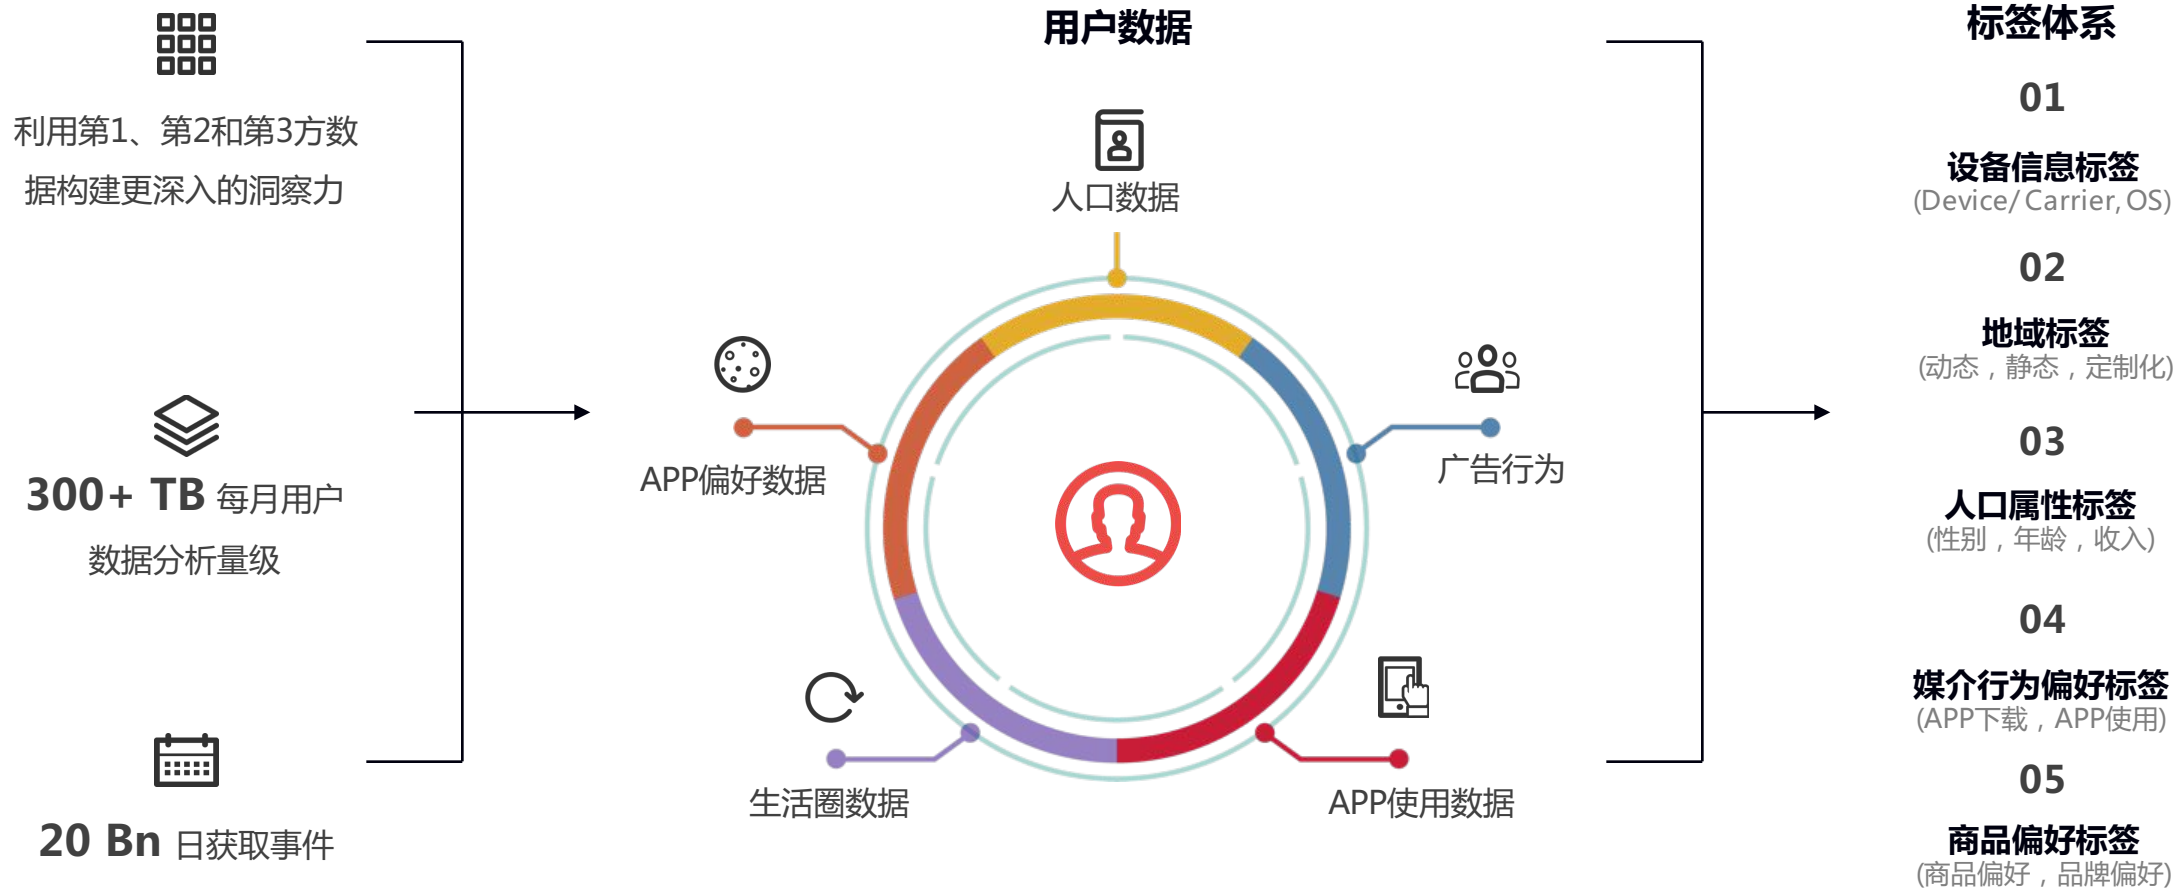 利用第1、第2和第3方数
据构建更深入的洞察力
300+ TB 每月用户
数据分析量级
20 Bn 日获取事件
用户数据
人口数据
APP偏好数据
广告行为
生活圈数据
APP使用数据
标签体系
01
设备信息标签
(Device/ Carrier, OS)
02
地域标签
(动态，静态，定制化)
03
人口属性标签
(性别，年龄，收入)
04
媒介行为偏好标签
(APP下载，APP使用)
05
商品偏好标签
(商品偏好，品牌偏好)